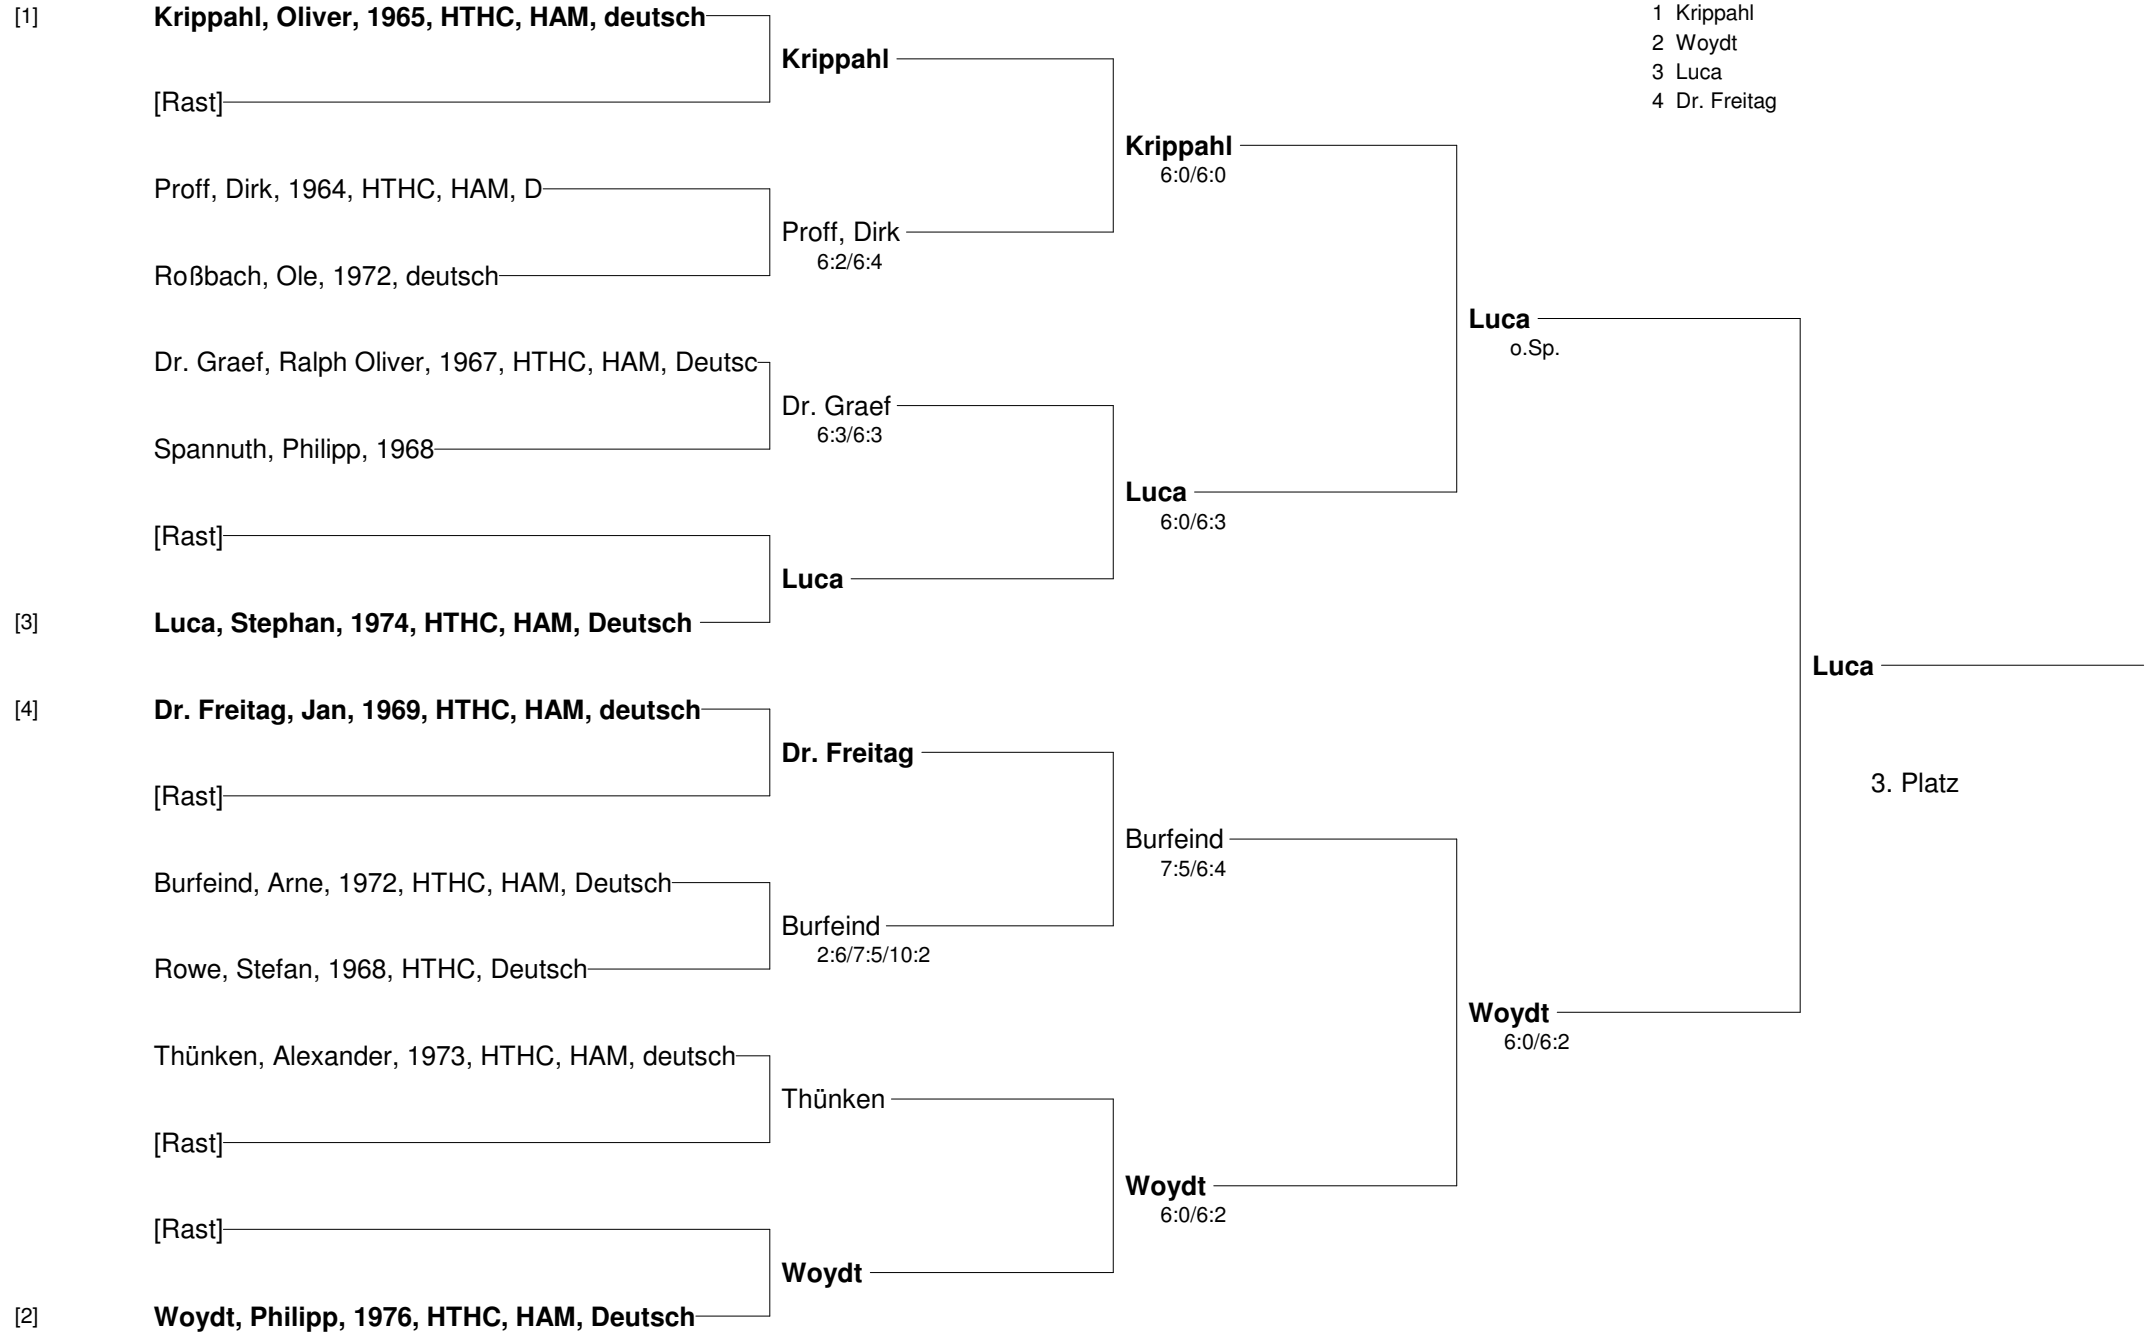 [1] Krippahl, Oliver, 1965, HTHC, HAM, deutsch
1 Krippahl
2 Woydt
3 Luca
4 Dr. Freitag
Krippahl
[Rast]
Krippahl
6:0/6:0
Proff, Dirk, 1964, HTHC, HAM, D
Proff, Dirk
6:2/6:4
Roßbach, Ole, 1972, deutsch
Luca
o.Sp.
Dr. Graef, Ralph Oliver, 1967, HTHC, HAM, Deutsc
Dr. Graef
6:3/6:3
Spannuth, Philipp, 1968
Luca
6:0/6:3
[Rast]
Luca
[3] Luca, Stephan, 1974, HTHC, HAM, Deutsch
Luca
[4] Dr. Freitag, Jan, 1969, HTHC, HAM, deutsch
Dr. Freitag
3. Platz
[Rast]
Burfeind
7:5/6:4
Burfeind, Arne, 1972, HTHC, HAM, Deutsch
Burfeind
2:6/7:5/10:2
Rowe, Stefan, 1968, HTHC, Deutsch
Woydt
6:0/6:2
Thünken, Alexander, 1973, HTHC, HAM, deutsch
Thünken
[Rast]
Woydt
6:0/6:2
[Rast]
Woydt
[2] Woydt, Philipp, 1976, HTHC, HAM, Deutsch